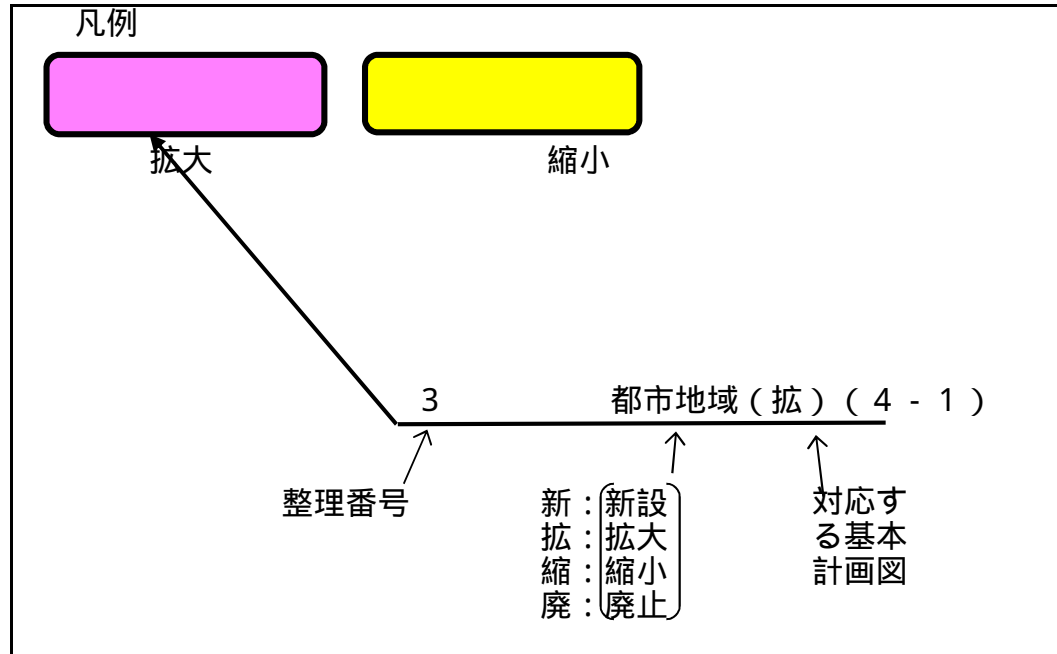 凡例
拡大
縮小
3 都市地域(拡)(4-1)
整理番号
新:新設
拡:拡大
縮:縮小
廃:廃止
対応す
る基本
計画図